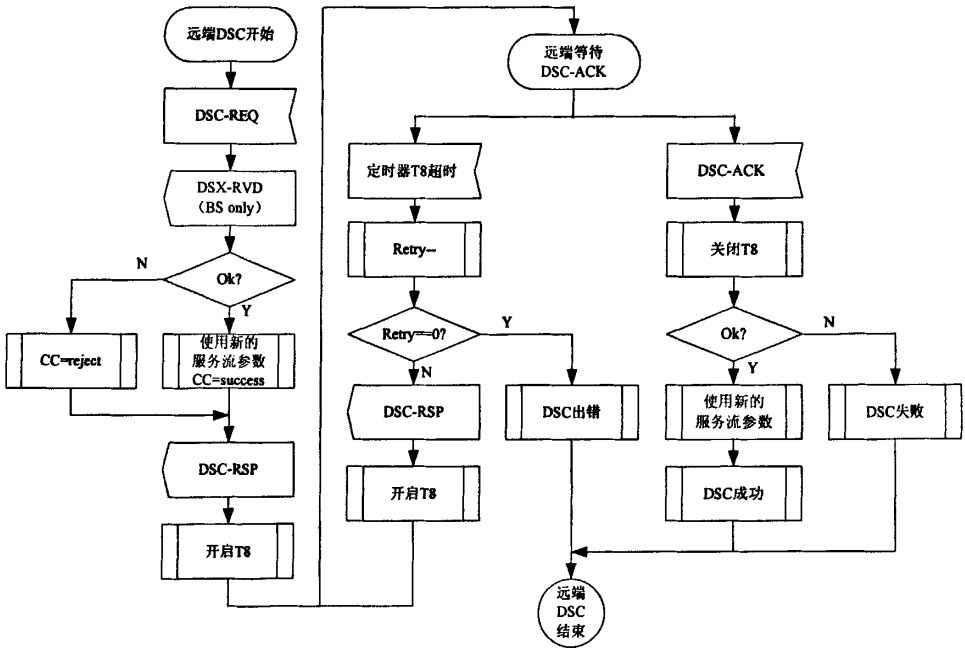 远端DSC开始
DSC-REQ
DSX-RVD
（BS only）
Ok?
N
Y
CC=reject
使用新的
服务流参数
CC=success
DSC-RSP
开启T8
远端等待
DSC-ACK
定时器T8超时
Retry--
Retry==0?
Y
N
DSC-RSP
DSC出错
开启T8
DSC-ACK
关闭T8
Ok?
N
Y
使用新的
服务流参数
DSC失败
DSC成功
远端
DSC
结束